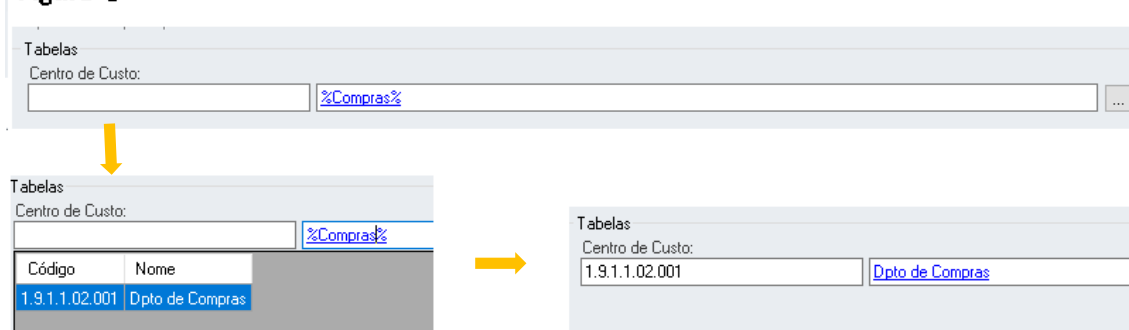 Tabelas
Centro de Custo:
%Compras%
...
Tabelas
Centro de Custo:
%Compras%
Código Nome
1.9.1.1.02.001 Dpto de Compras
Tabelas
Centro de Custo:
1.9.1.1.02.001 Dpto de Compras